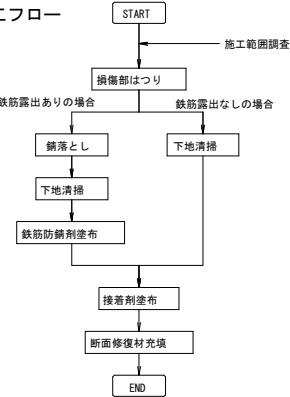 工フロー
START
施工範囲調査
損傷部はつり
鉄筋露出ありの場合
鉄筋露出なしの場合
錆落とし
下地清掃
下地清掃
鉄筋防錆剤塗布
接着剤塗布
断面修復材充填
END